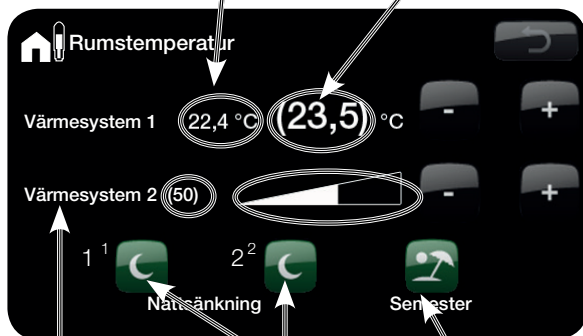 Rumstemperatur
Värmesystem 1 22,4 °C (23,5) °C - +
Värmesystem 2 (50) - +
1 1 2 2
Nattsänkning Semester